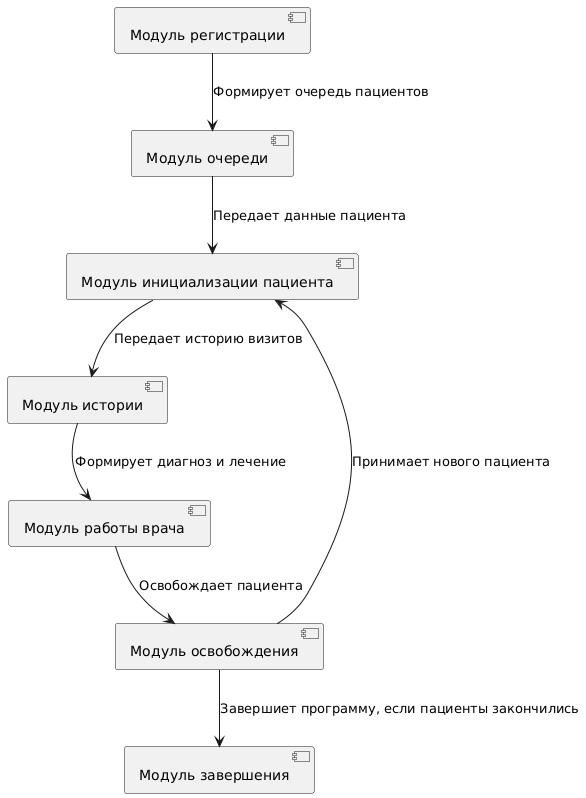 Модуль регистрации
Формирует очередь пациентов
Модуль очереди
Передает данные пациента
Модуль инициализации пациента
Передает историю визитов
Модуль истории
Формирует диагноз и лечение
Принимает нового пациента
Модуль работы врача
Освобождает пациента
Модуль освобождения
Завершиет программу, если пациенты закончились
Модуль завершения